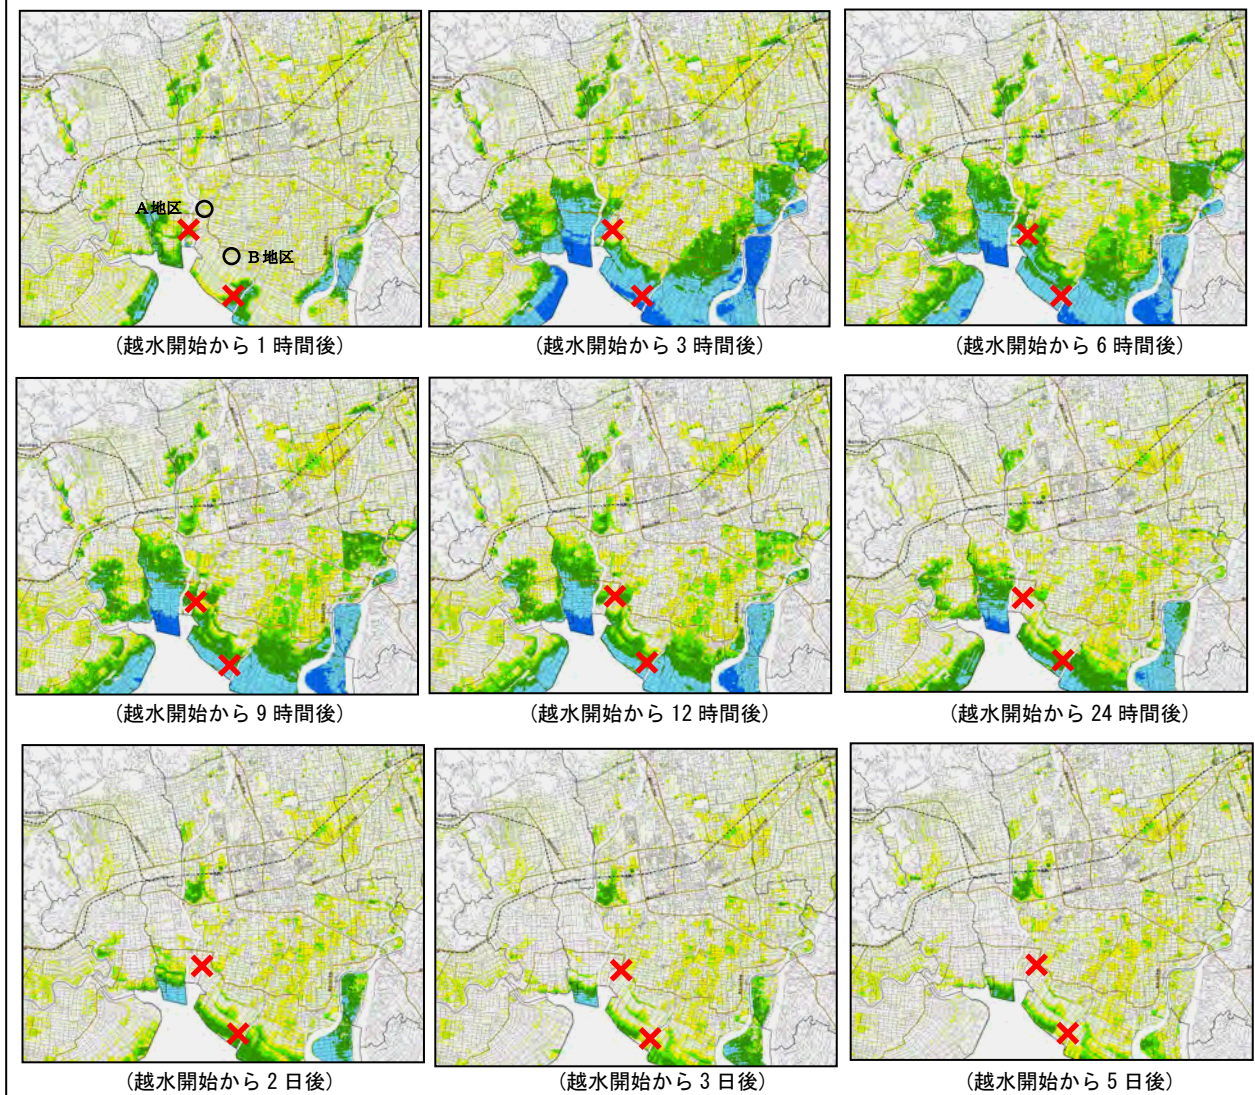 A地区
B地区
(越水開始から 1 時間後)
(越水開始から 3 時間後)
(越水開始から 6 時間後)
(越水開始から 9 時間後)
(越水開始から 12 時間後)
(越水開始から 24 時間後)
(越水開始から 2 日後)
(越水開始から 3 日後)
(越水開始から 5 日後)